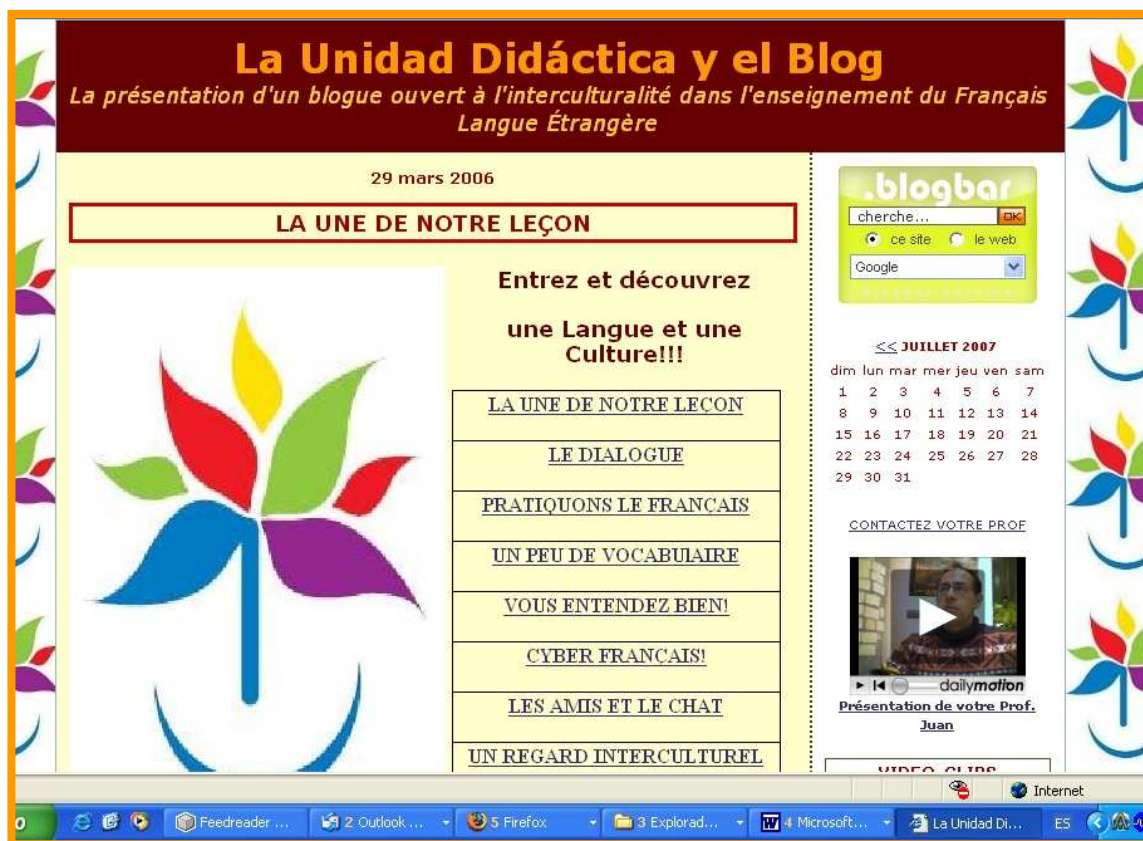 La Unidad Didáctica y el Blog
La présentation d'un blogue ouvert à l'interculturalité dans l'enseignement du Français
Langue Étrangère
29 mars 2006
LA UNE DE NOTRE LEÇON
Entrez et découvrez
une Langue et une
Culture!!!
LA UNE DE NOTRE LEÇON
LE DIALOGUE
PRATIQUONS LE FRANÇAIS
UN PEU DE VOCABULAIRE
VOUS ENTENDEZ BIEN!
CYBER FRANÇAIS!
LES AMIS ET LE CHAT
UN REGARD INTERCULTUREL
.blogbar
cherche... OK
ce site le web
Google
<< JUILLET 2007
dim lun mar mer jeu ven sam
1 2 3 4 5 6 7
8 9 10 11 12 13 14
15 16 17 18 19 20 21
22 23 24 25 26 27 28
29 30 31
CONTACTEZ VOTRE PROF
dailymotion
Présentation de votre Prof.
Juan
VIDEO-CLIPS
Internet
Feedreader ... 2 Outlook ... 5 Firefox 3 Explorad... 4 Microsoft... La Unidad Di... ES